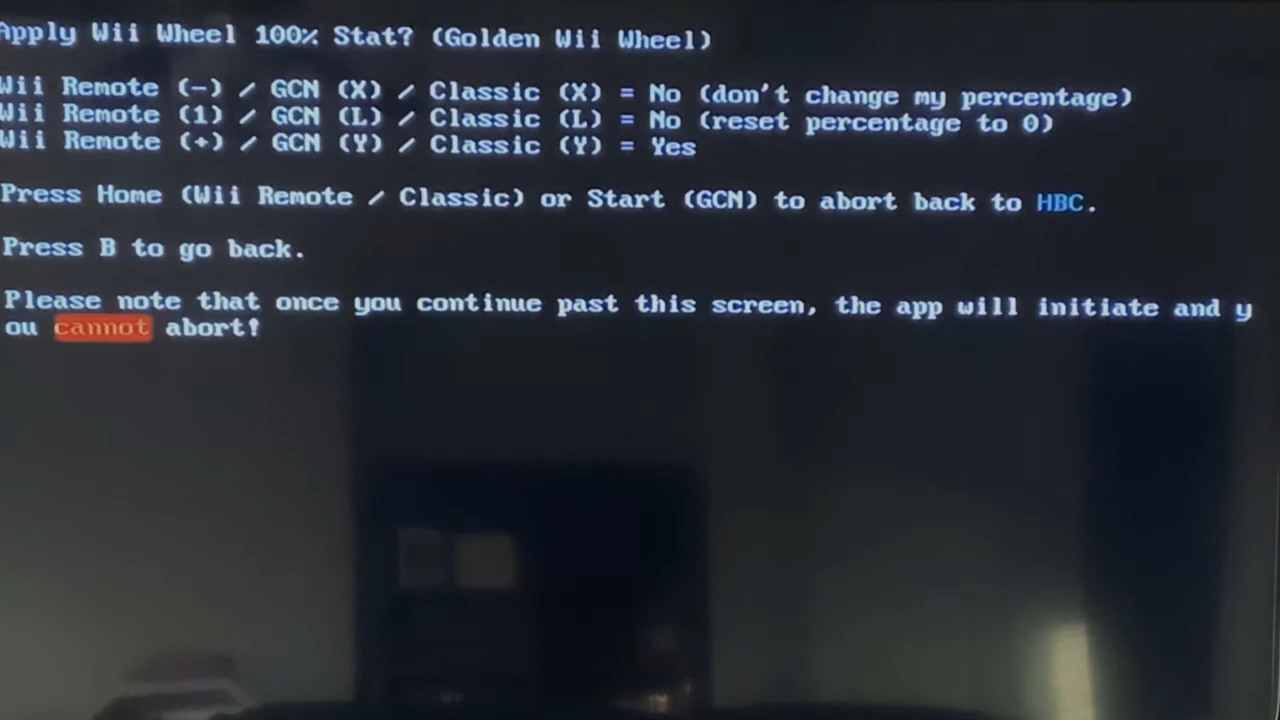 Apply Wii Wheel 100% Stat? (Golden Wii Wheel)
Wii Remote (-) / GCN (X) / Classic (X) = No (don't change my percentage)
Wii Remote (1) / GCN (L) / Classic (L) = No (reset percentage to 0)
Wii Remote (+) / GCN (Y) / Classic (Y) = Yes
Press Home (Wii Remote / Classic) or Start (GCN) to abort back to HBC.
Press B to go back.
Please note that once you continue past this screen, the app will initiate and y
ou cannot abort!